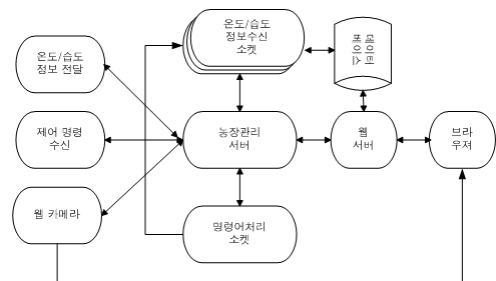 온도/습도
정보수신
소켓
온도/습도
정보 전달
제어 명령
수신
농장관리
서버
웹
서버
브라
우져
웹 카메라
명령어처리
소켓